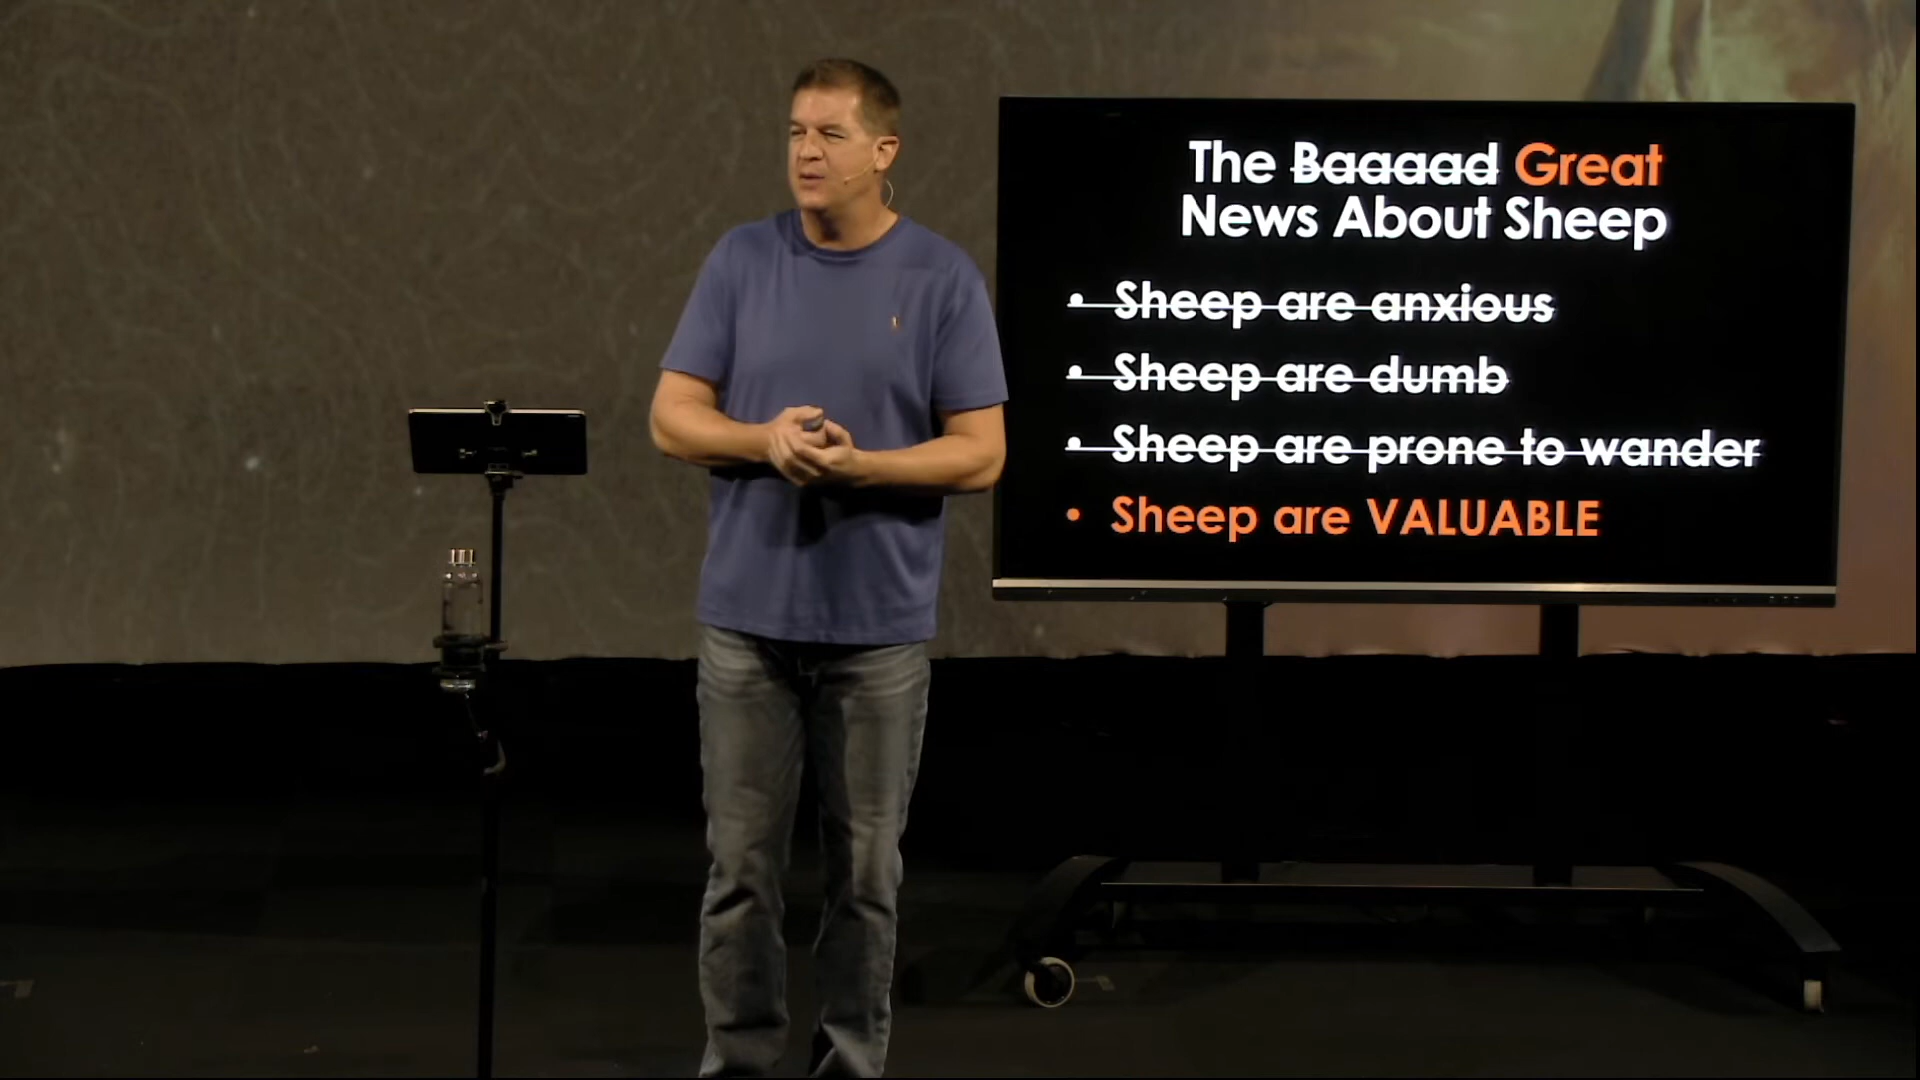 The Baaaad Great
News About Sheep
• Sheep are anxious
• Sheep are dumb
• Sheep are prone to wander
• Sheep are VALUABLE